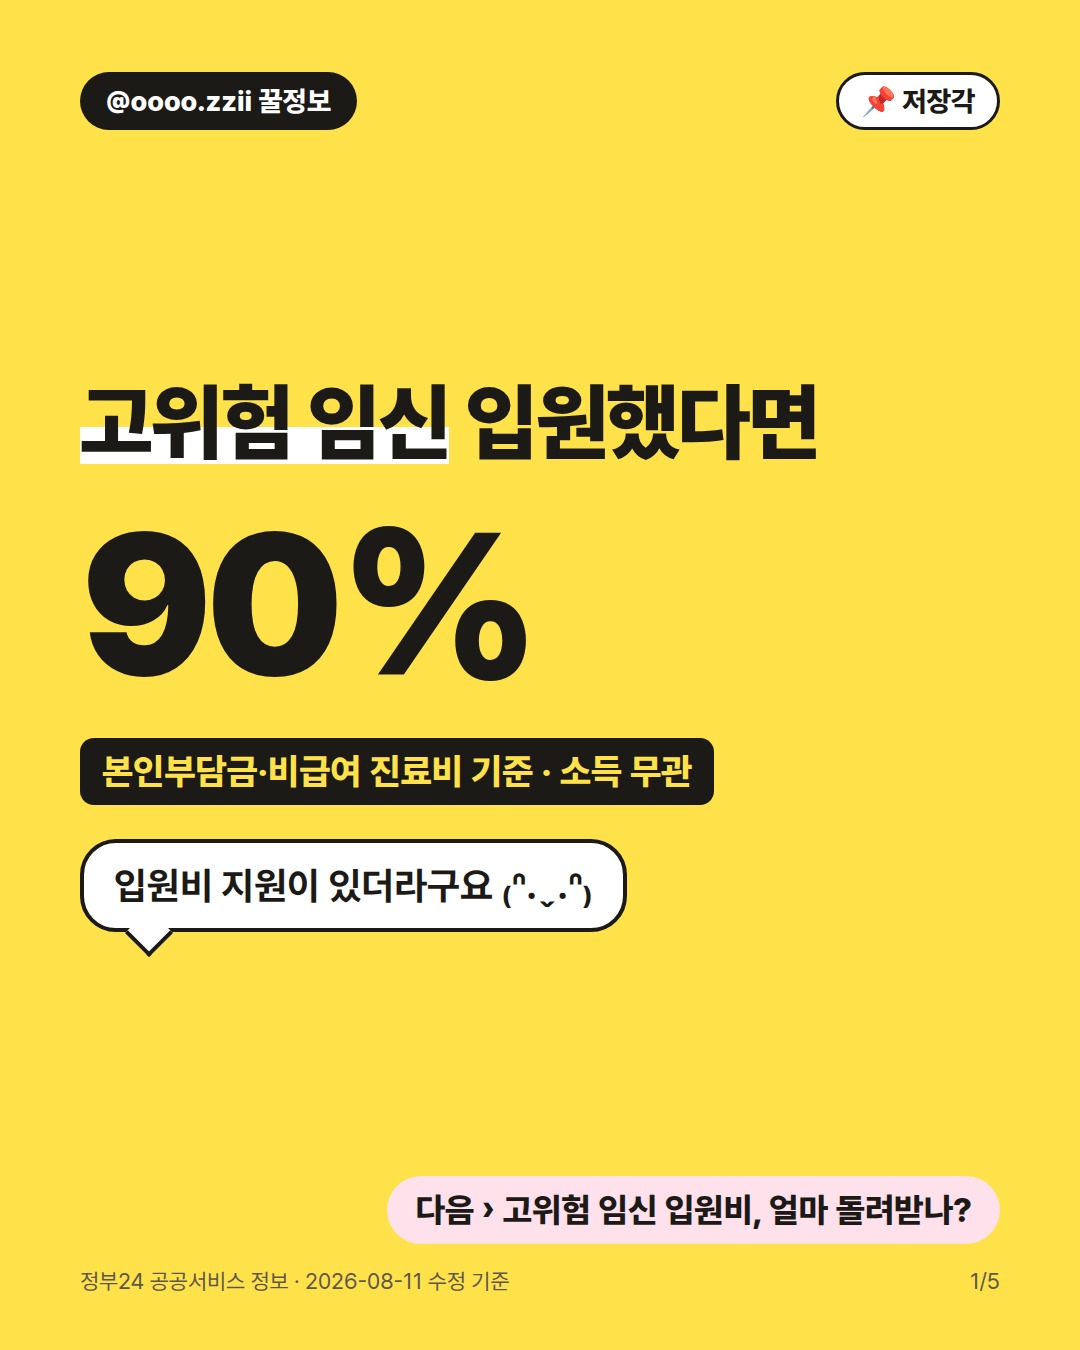 @oooo.zzii 꿀정보
📌 저장각
고위험 임신 입원했다면
90%
본인부담금·비급여 진료비 기준 · 소득 무관
입원비 지원이 있더라구요 (ᐢ.ˬ.ᐢ)
다음 › 고위험 임신 입원비, 얼마 돌려받나?
정부24 공공서비스 정보 · 2026-08-11 수정 기준
1/5